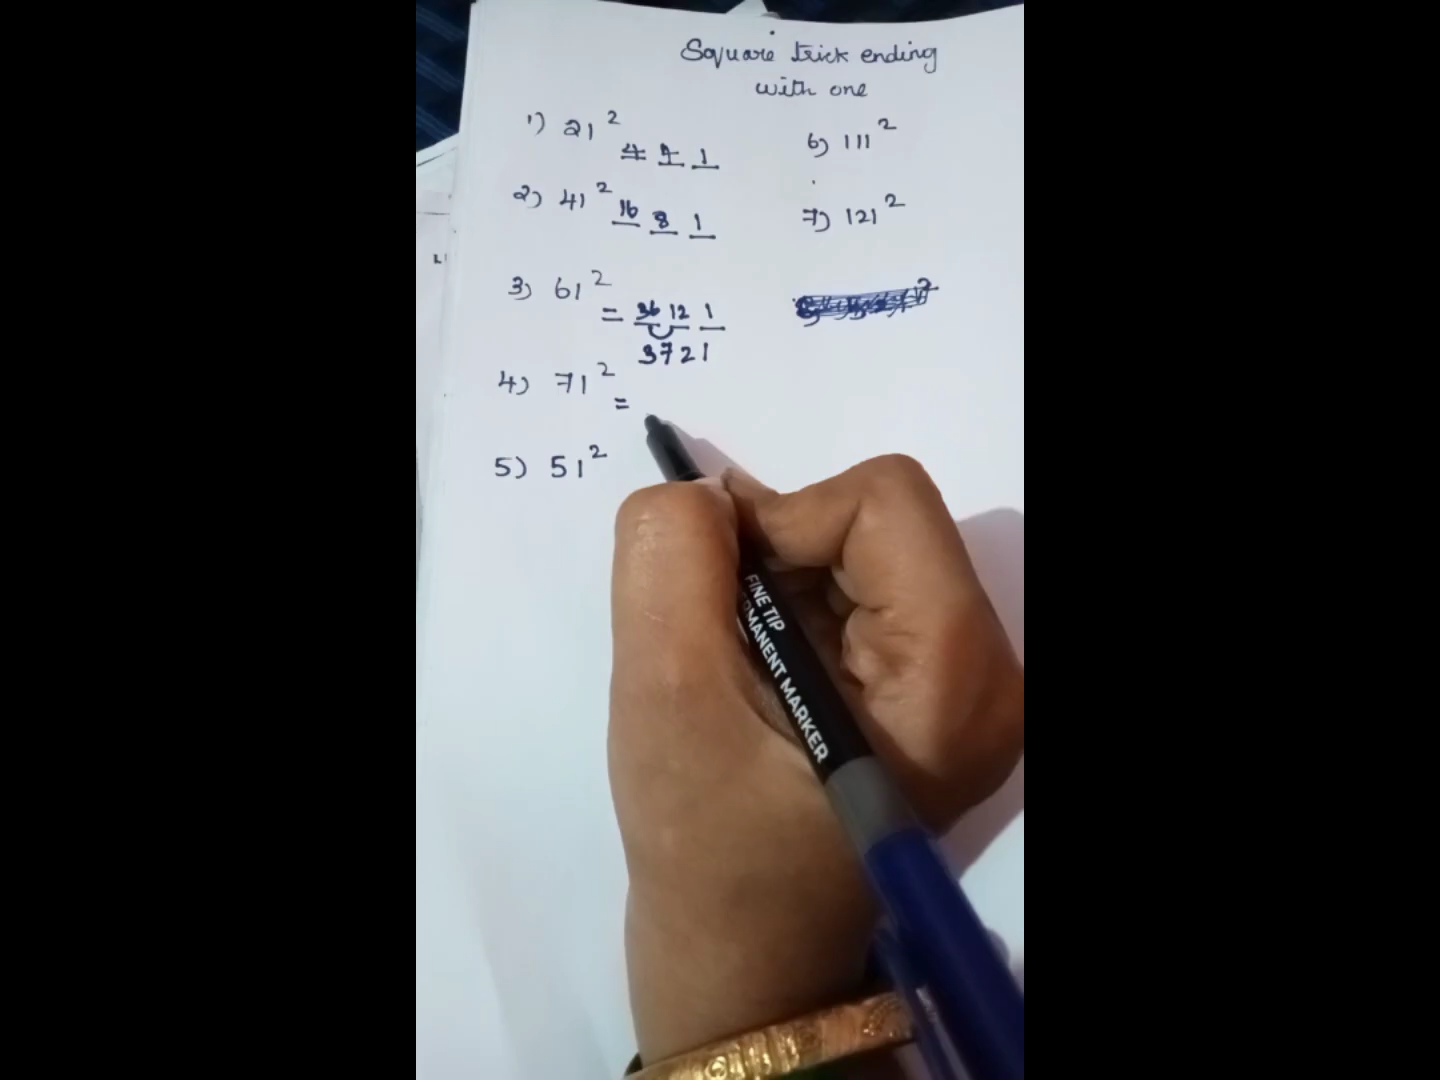 Square trick ending
with one
1) 21²
4 4 1
2) 41²
16 8 1
3) 61²
= 36 12 1
3721
4) 71²
=
5) 51²
6) 111²
7) 121²
FINE TIP
PERMANENT MARKER